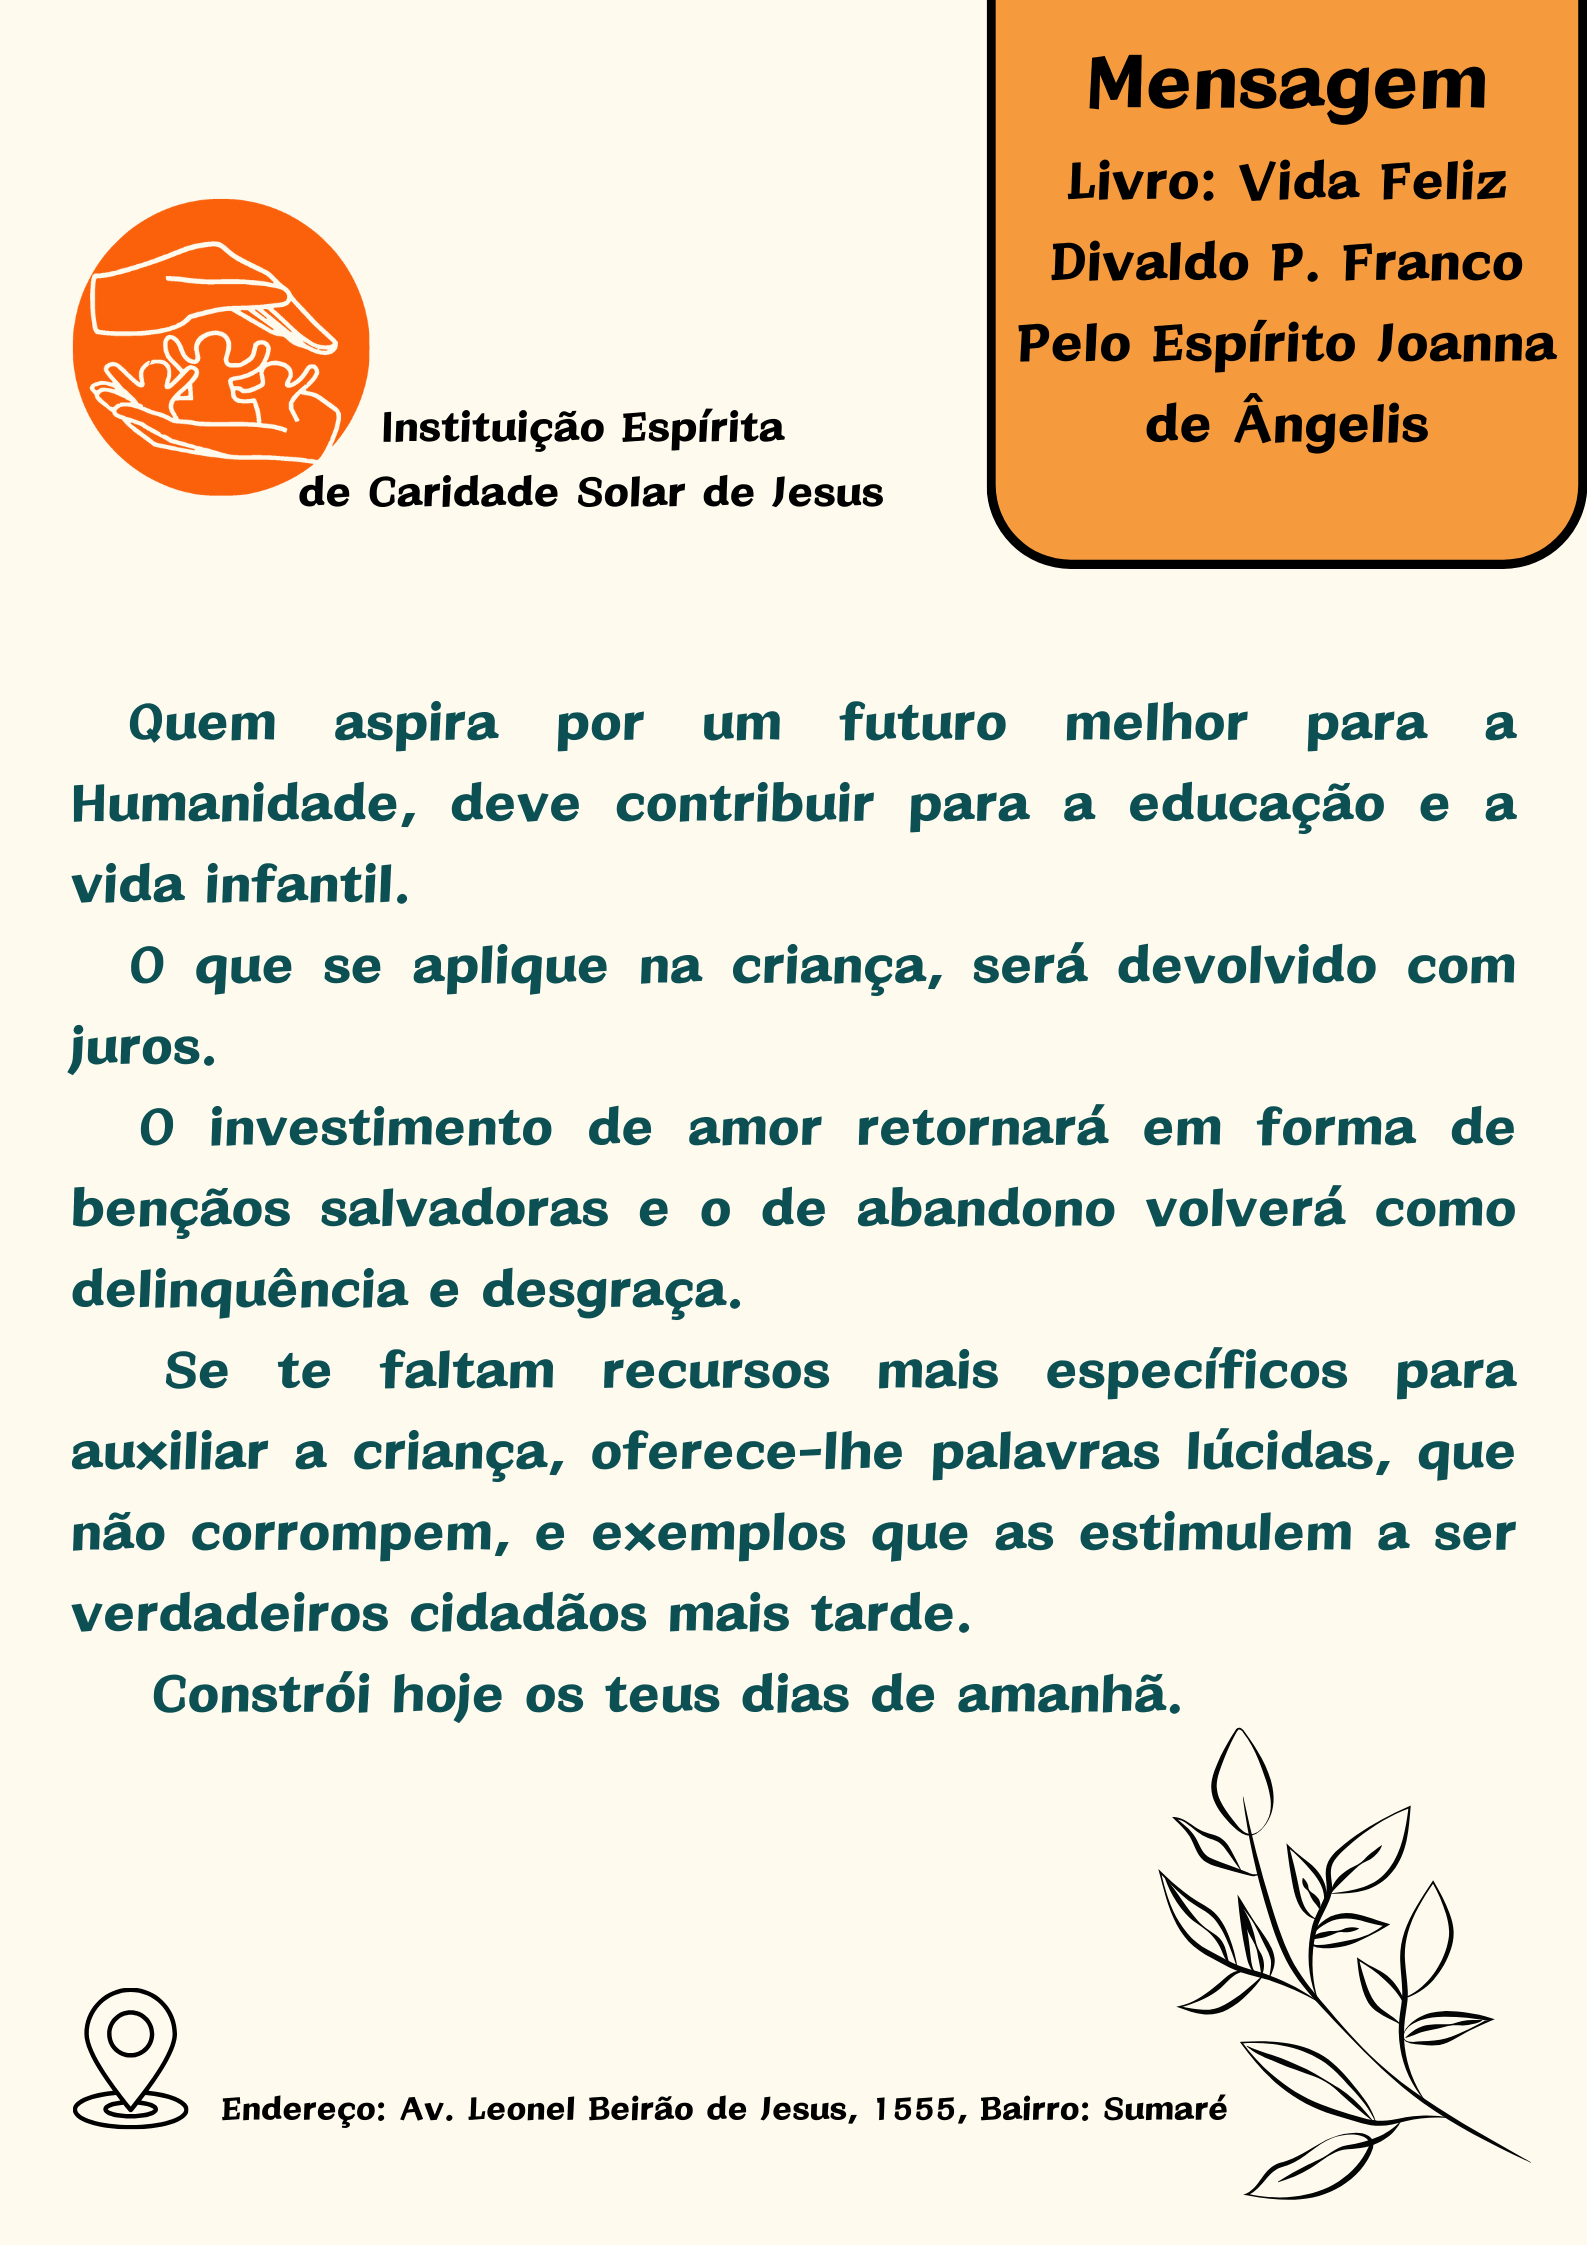 Mensagem
Livro: Vida Feliz
Divaldo P. Franco
Pelo Espírito Joanna
de Ângelis
Instituição Espírita
de Caridade Solar de Jesus
Quem aspira por um futuro melhor para a
Humanidade, deve contribuir para a educação e a
vida infantil.
O que se aplique na criança, será devolvido com
juros.
O investimento de amor retornará em forma de
bençãos salvadoras e o de abandono volverá como
delinquência e desgraça.
Se te faltam recursos mais específicos para
auxiliar a criança, oferece-lhe palavras lúcidas, que
não corrompem, e exemplos que as estimulem a ser
verdadeiros cidadãos mais tarde.
Constrói hoje os teus dias de amanhã.
Endereço: Av. Leonel Beirão de Jesus, 1555, Bairro: Sumaré